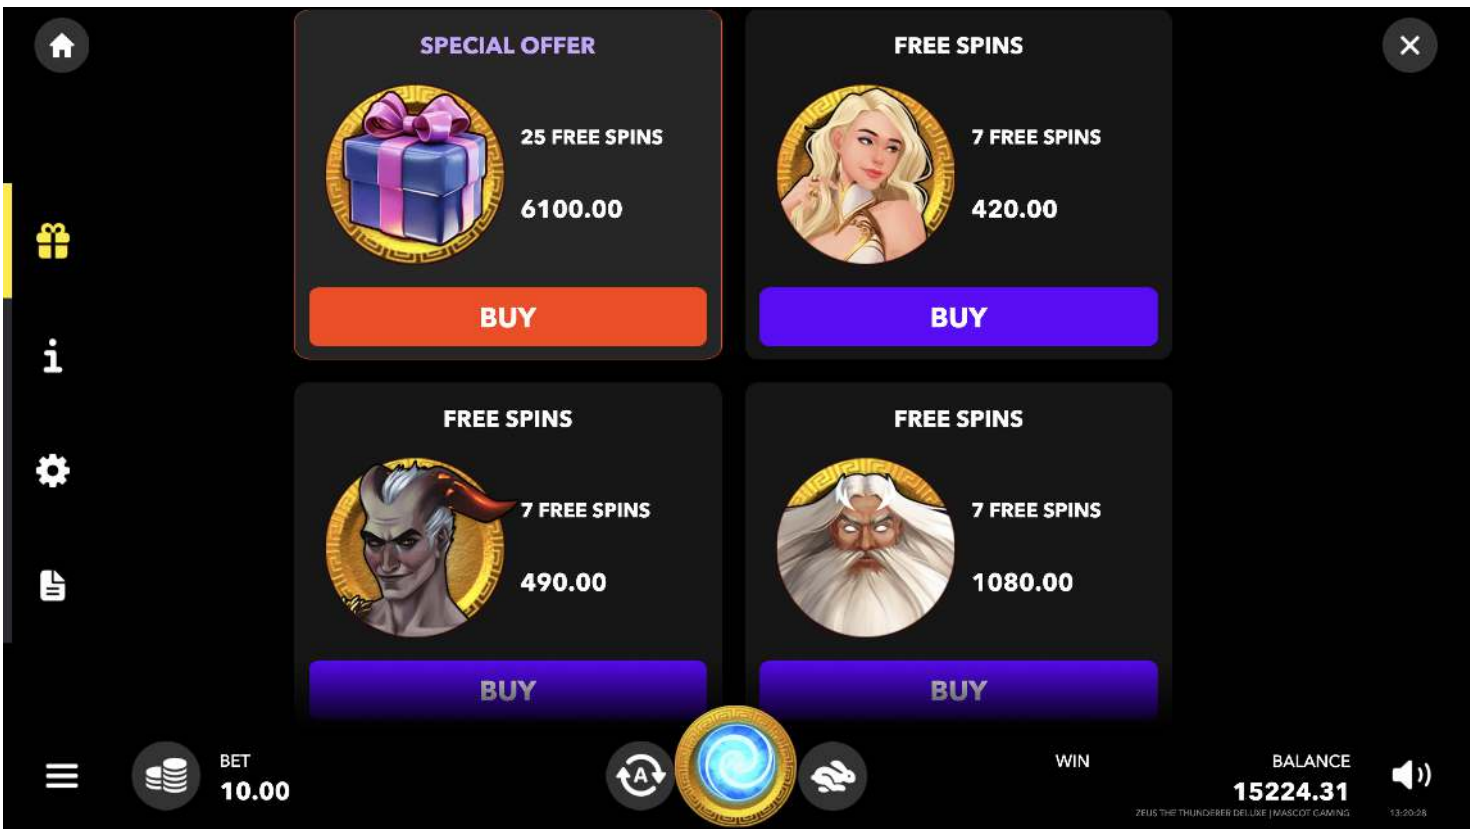 SPECIAL OFFER
25 FREE SPINS
6100.00
BUY
FREE SPINS
7 FREE SPINS
420.00
BUY
FREE SPINS
7 FREE SPINS
490.00
BUY
FREE SPINS
7 FREE SPINS
1080.00
BUY
BET
10.00
A
WIN
BALANCE
15224.31
ZEUS THE THUNDERER DELUXE | MASCOT GAMING
13:20:28